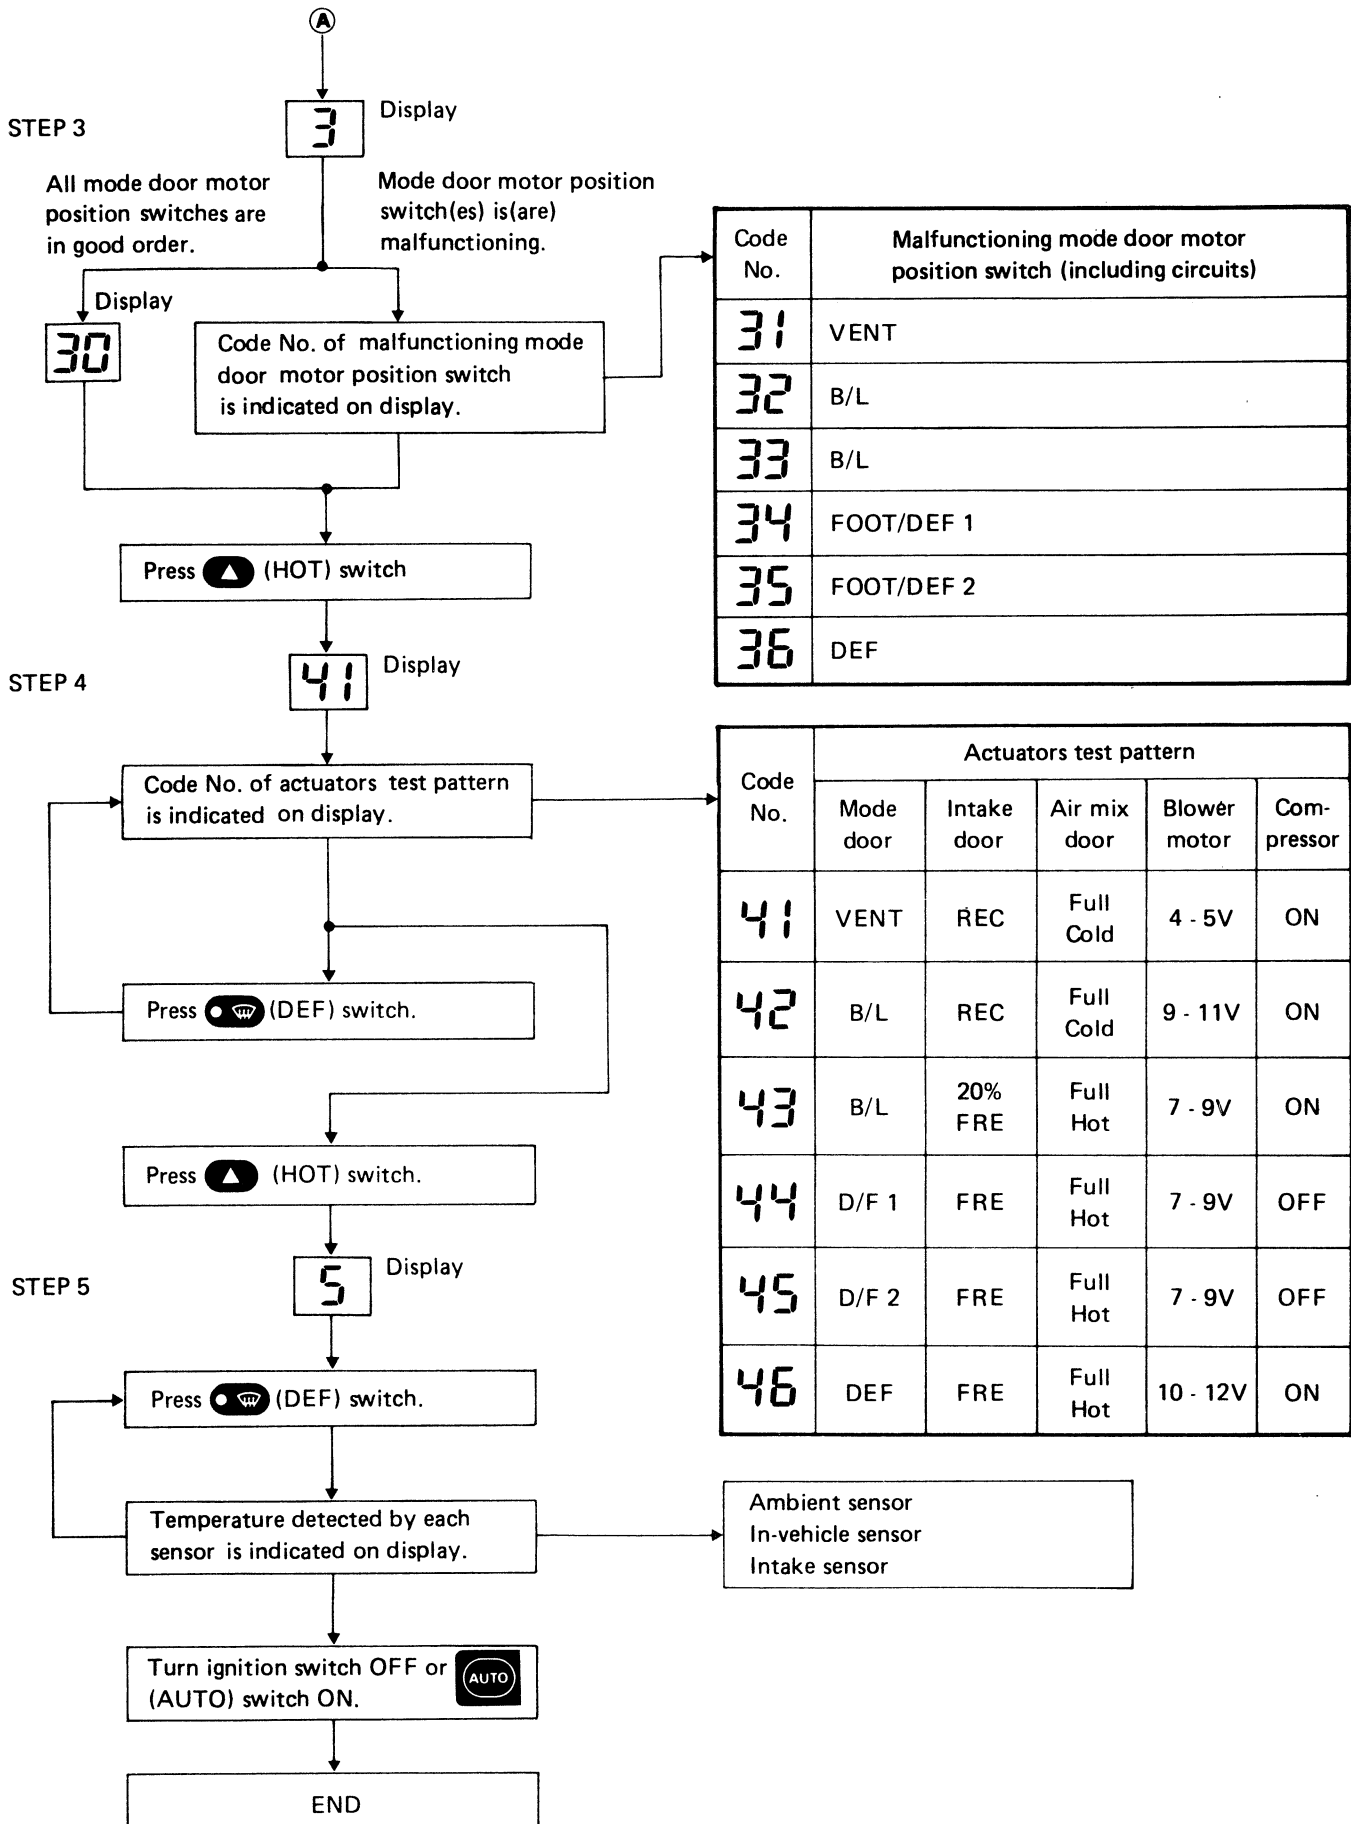 A
STEP 3
3
Display
All mode door motor
position switches are
in good order.
Mode door motor position
switch(es) is(are)
malfunctioning.
Display
30
Code No. of malfunctioning mode
door motor position switch
is indicated on display.
Code
No.
Malfunctioning mode door motor
position switch (including circuits)
31 VENT
32 B/L
33 B/L
34 FOOT/DEF 1
35 FOOT/DEF 2
36 DEF
Press (HOT) switch
STEP 4
41
Display
Code No. of actuators test pattern
is indicated on display.
Press (DEF) switch.
Press (HOT) switch.
Code
No.
Actuators test pattern
Mode
door
Intake
door
Air mix
door
Blower
motor
Com-
pressor
41 VENT REC Full Cold 4 - 5V ON
42 B/L REC Full Cold 9 - 11V ON
43 B/L 20% FRE Full Hot 7 - 9V ON
44 D/F 1 FRE Full Hot 7 - 9V OFF
45 D/F 2 FRE Full Hot 7 - 9V OFF
46 DEF FRE Full Hot 10 - 12V ON
STEP 5
5
Display
Press (DEF) switch.
Temperature detected by each
sensor is indicated on display.
Ambient sensor
In-vehicle sensor
Intake sensor
Turn ignition switch OFF or AUTO
(AUTO) switch ON.
END